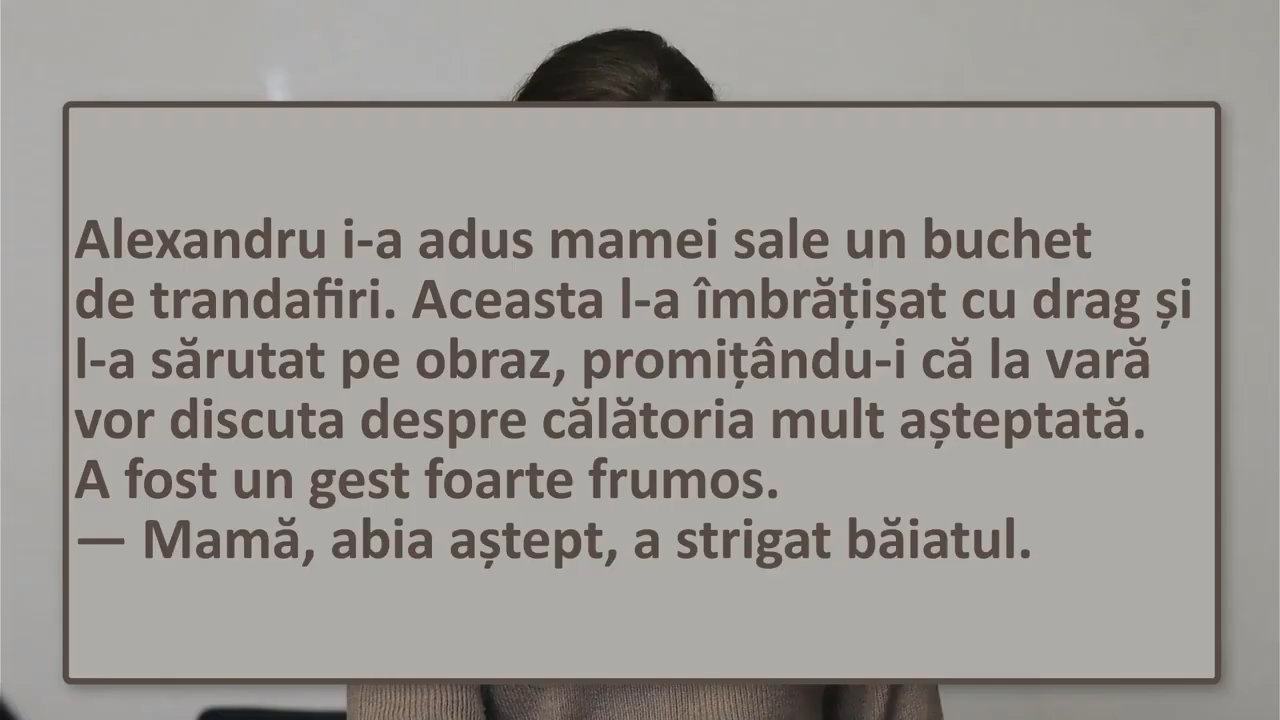 Alexandru i-a adus mamei sale un buchet
de trandafiri. Aceasta l-a îmbrățișat cu drag și
l-a sărutat pe obraz, promițându-i că la vară
vor discuta despre călătoria mult așteptată.
A fost un gest foarte frumos.
— Mamă, abia aștept, a strigat băiatul.